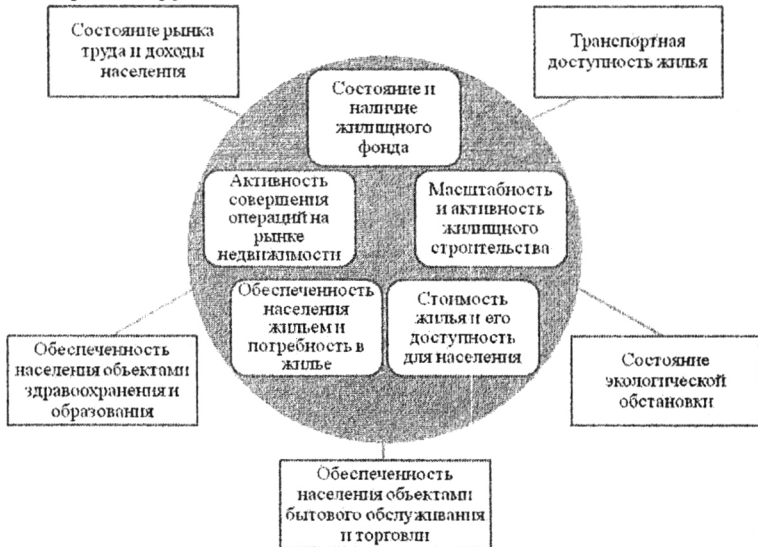 Состояние рынка
труда и доходы
населения
Транспортная
доступность жилья
Состояние и
наличие
жилищного
фонда
Активность
совершения
операций на
рынке
недвижимости
Масштабность
и активность
жилищного
строительства
Обеспеченность
населения
жильем и
потребность в
жилье
Стоимость
жилья и его
доступность
для населения
Обеспеченность
населения объектами
здравоохранения и
образования
Состояние
экологической
обстановки
Обеспеченность
населения объектами
бытового обслуживания
и торговли